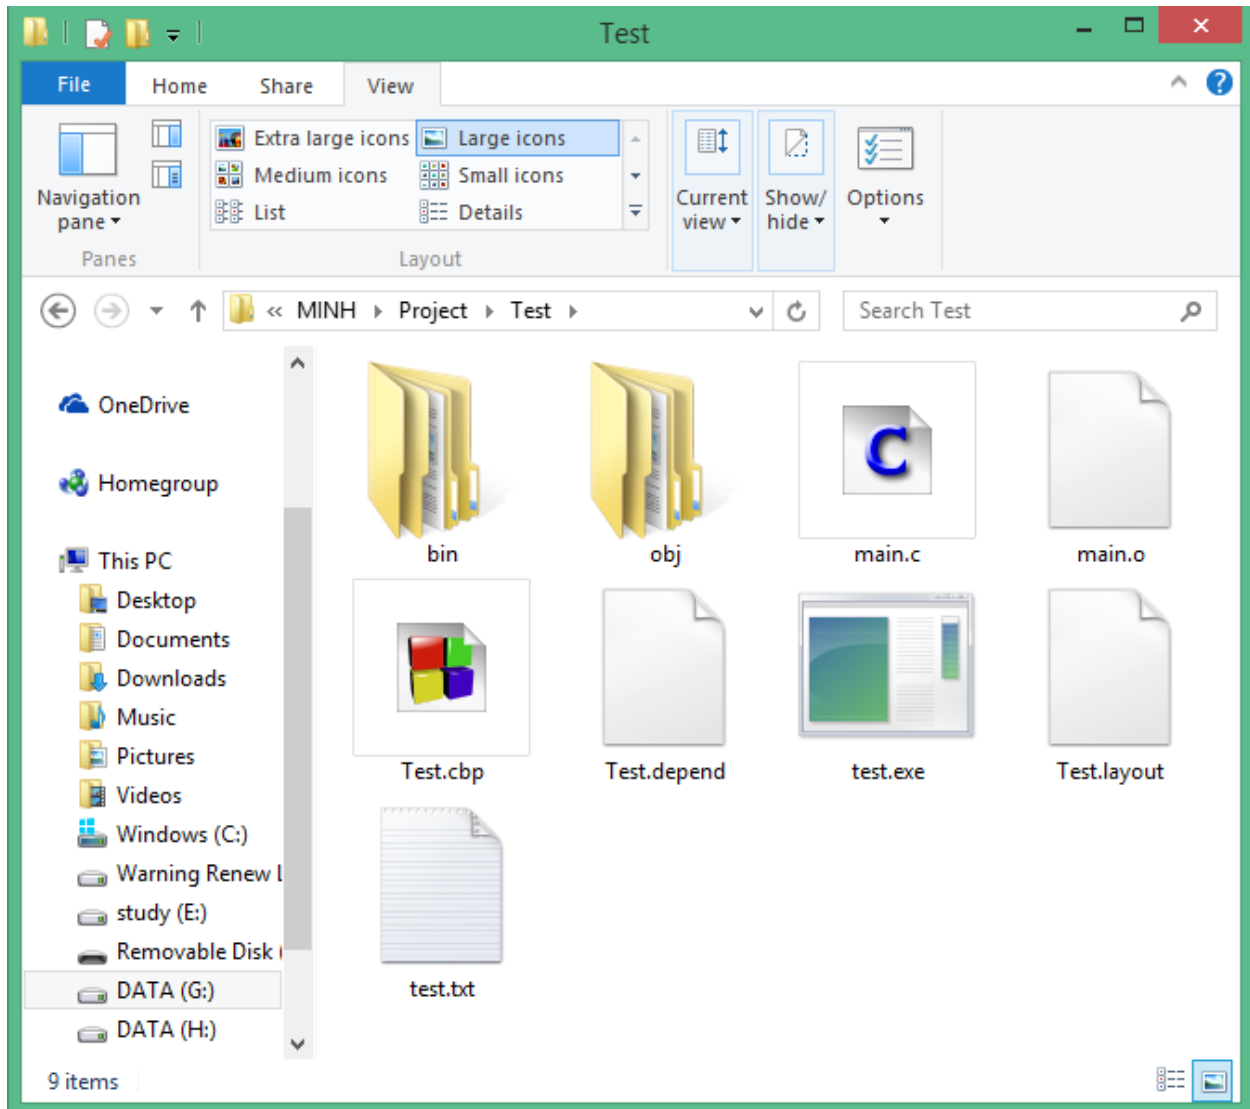 Test
File Home Share View
Extra large icons Large icons
Medium icons Small icons
List Details
Navigation pane
Current view
Show/ hide
Options
Panes Layout
« MINH Project Test
Search Test
OneDrive
Homegroup
This PC
Desktop
Documents
Downloads
Music
Pictures
Videos
Windows (C:)
Warning Renew L
study (E:)
Removable Disk (
DATA (G:)
DATA (H:)
bin obj main.c main.o
C
Test.cbp Test.depend test.exe Test.layout
test.txt
9 items